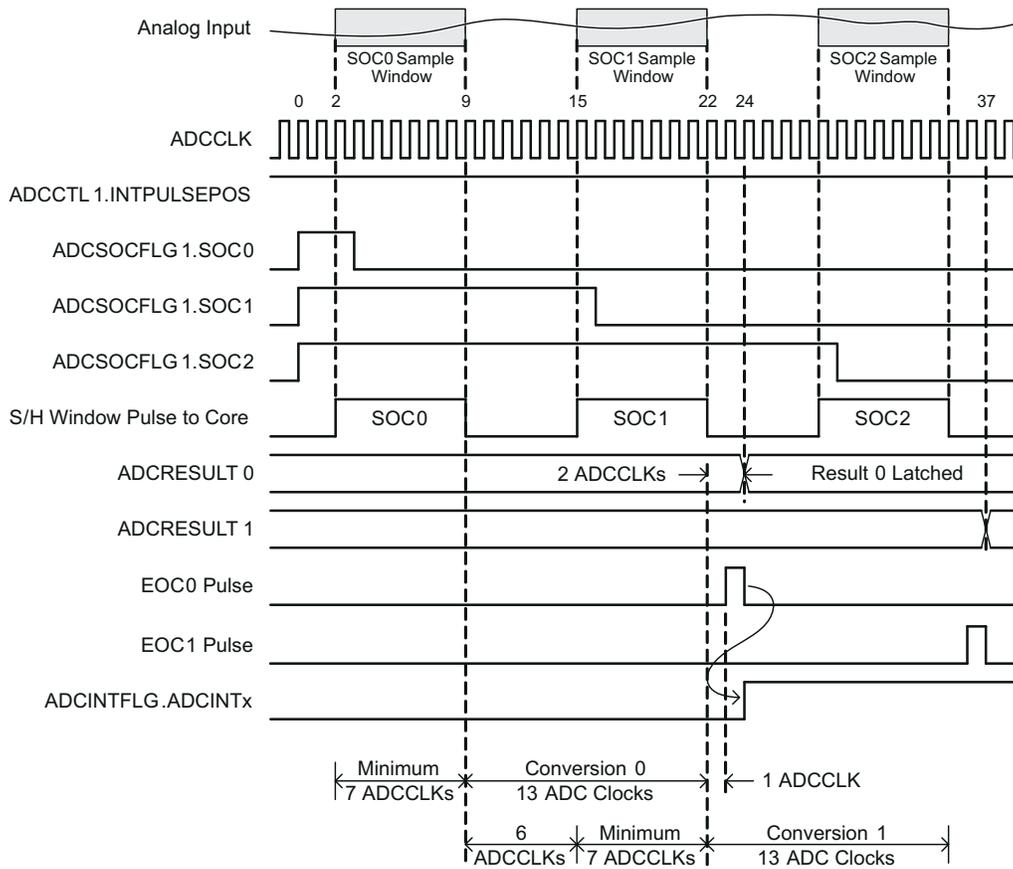 Analog Input
SOC0 Sample
Window
SOC1 Sample
Window
SOC2 Sample
Window
0 2 9 15 22 24 37
ADCCLK
ADCCTL 1.INTPULSEPOS
ADCSOCFLG 1.SOC0
ADCSOCFLG 1.SOC1
ADCSOCFLG 1.SOC2
S/H Window Pulse to Core SOC0 SOC1 SOC2
ADCRESULT 0 2 ADCCLKs Result 0 Latched
ADCRESULT 1
EOC0 Pulse
EOC1 Pulse
ADCINTFLG.ADCINTx
Minimum
7 ADCCLKs
Conversion 0
13 ADC Clocks
1 ADCCLK
6
ADCCLKs
Minimum
7 ADCCLKs
Conversion 1
13 ADC Clocks